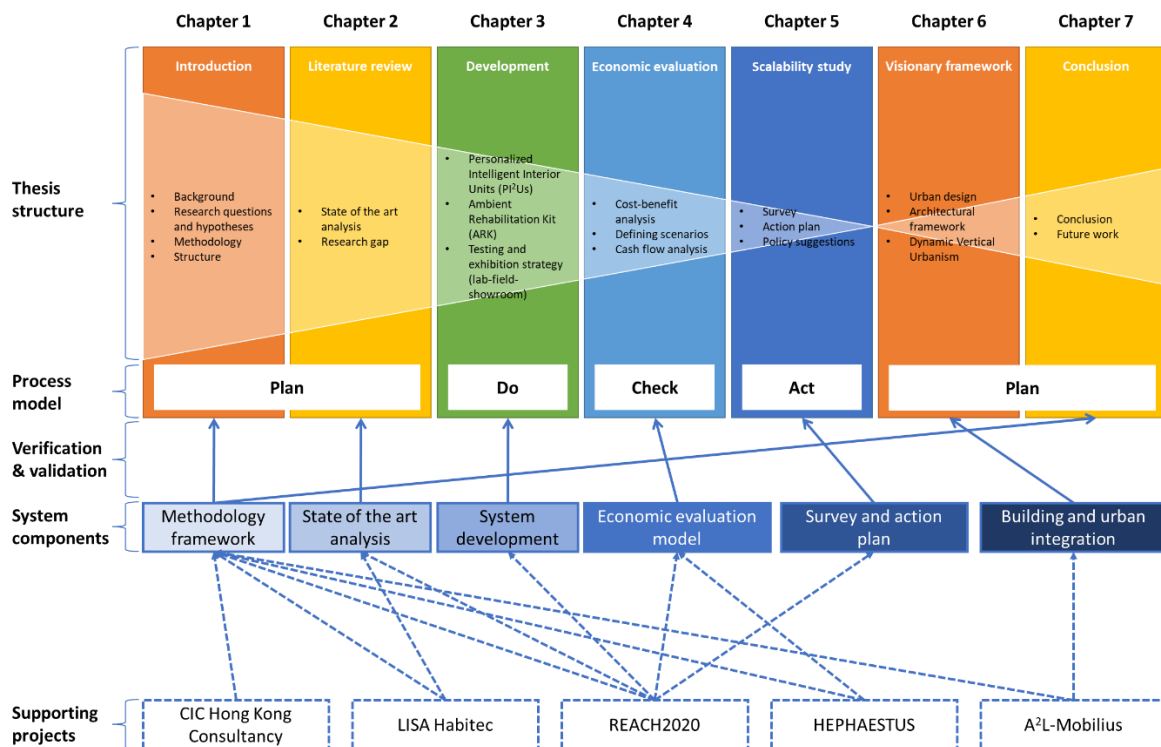 Chapter 1
Chapter 2
Chapter 3
Chapter 4
Chapter 5
Chapter 6
Chapter 7
Thesis
structure
Introduction
Literature review
Development
Economic evaluation
Scalability study
Visionary framework
Conclusion
• Background
• Research questions
and hypotheses
• Methodology
• Structure
• State of the art
analysis
• Research gap
• Personalized
Intelligent Interior
Units (PI²Us)
• Ambient
Rehabilitation Kit
(ARK)
• Testing and
exhibition strategy
(lab-field-
showroom)
• Cost-benefit
analysis
• Defining scenarios
• Cash flow analysis
• Survey
• Action plan
• Policy suggestions
• Urban design
• Architectural
framework
• Dynamic Vertical
Urbanism
• Conclusion
• Future work
Process
model
Plan
Do
Check
Act
Plan
Verification
& validation
System
components
Methodology
framework
State of the art
analysis
System
development
Economic evaluation
model
Survey and action
plan
Building and urban
integration
Supporting
projects
CIC Hong Kong
Consultancy
LISA Habitec
REACH2020
HEPHAESTUS
A²L-Mobilius